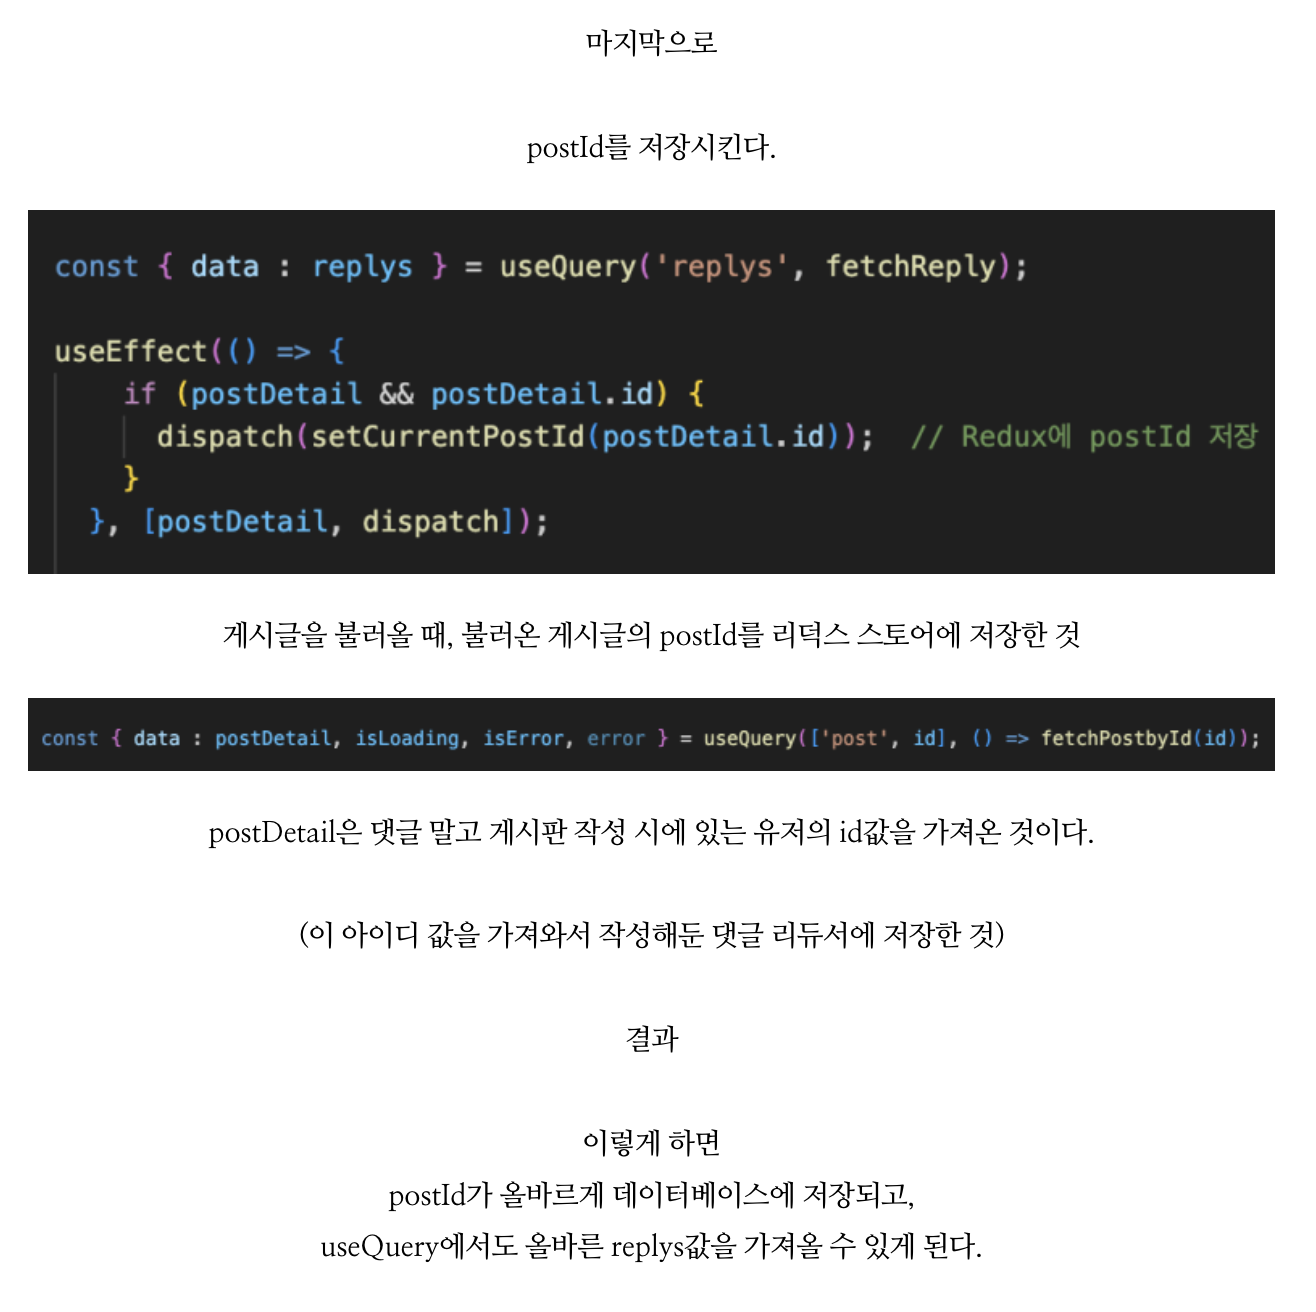 마지막으로
postId를 저장시킨다.
const { data : replys } = useQuery('replys', fetchReply);
useEffect(() => {
if (postDetail && postDetail.id) {
dispatch(setCurrentPostId(postDetail.id)); // Redux에 postId 저장
}
}, [postDetail, dispatch]);
게시글을 불러올 때, 불러온 게시글의 postId를 리덕스 스토어에 저장한 것
const { data : postDetail, isLoading, isError, error } = useQuery(['post', id], () => fetchPostbyId(id));
postDetail은 댓글 말고 게시판 작성 시에 있는 유저의 id값을 가져온 것이다.
(이 아이디 값을 가져와서 작성해둔 댓글 리듀서에 저장한 것)
결과
이렇게 하면
postId가 올바르게 데이터베이스에 저장되고,
useQuery에서도 올바른 replys값을 가져올 수 있게 된다.